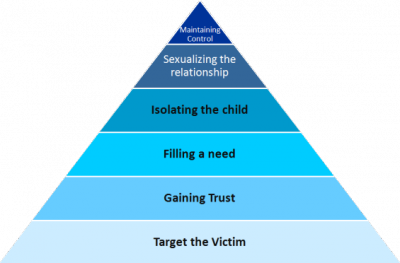 Maintaining
Control
Sexualizing the
relationship
Isolating the child
Filling a need
Gaining Trust
Target the Victim